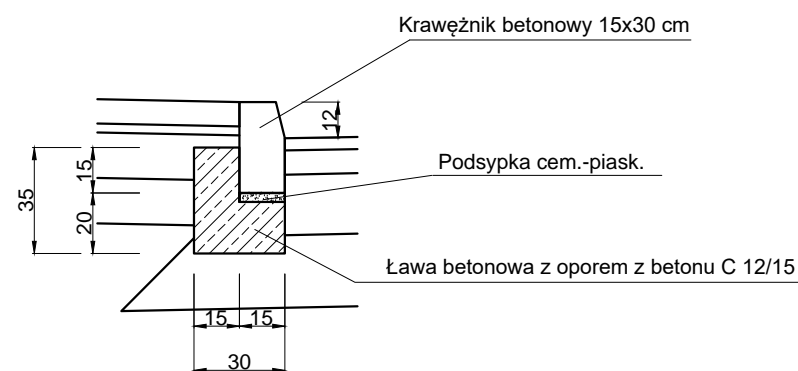 Krawężnik betonowy 15x30 cm
12
Podsypka cem.-piask.
15
35
20
Ława betonowa z oporem z betonu C 12/15
15 15
30